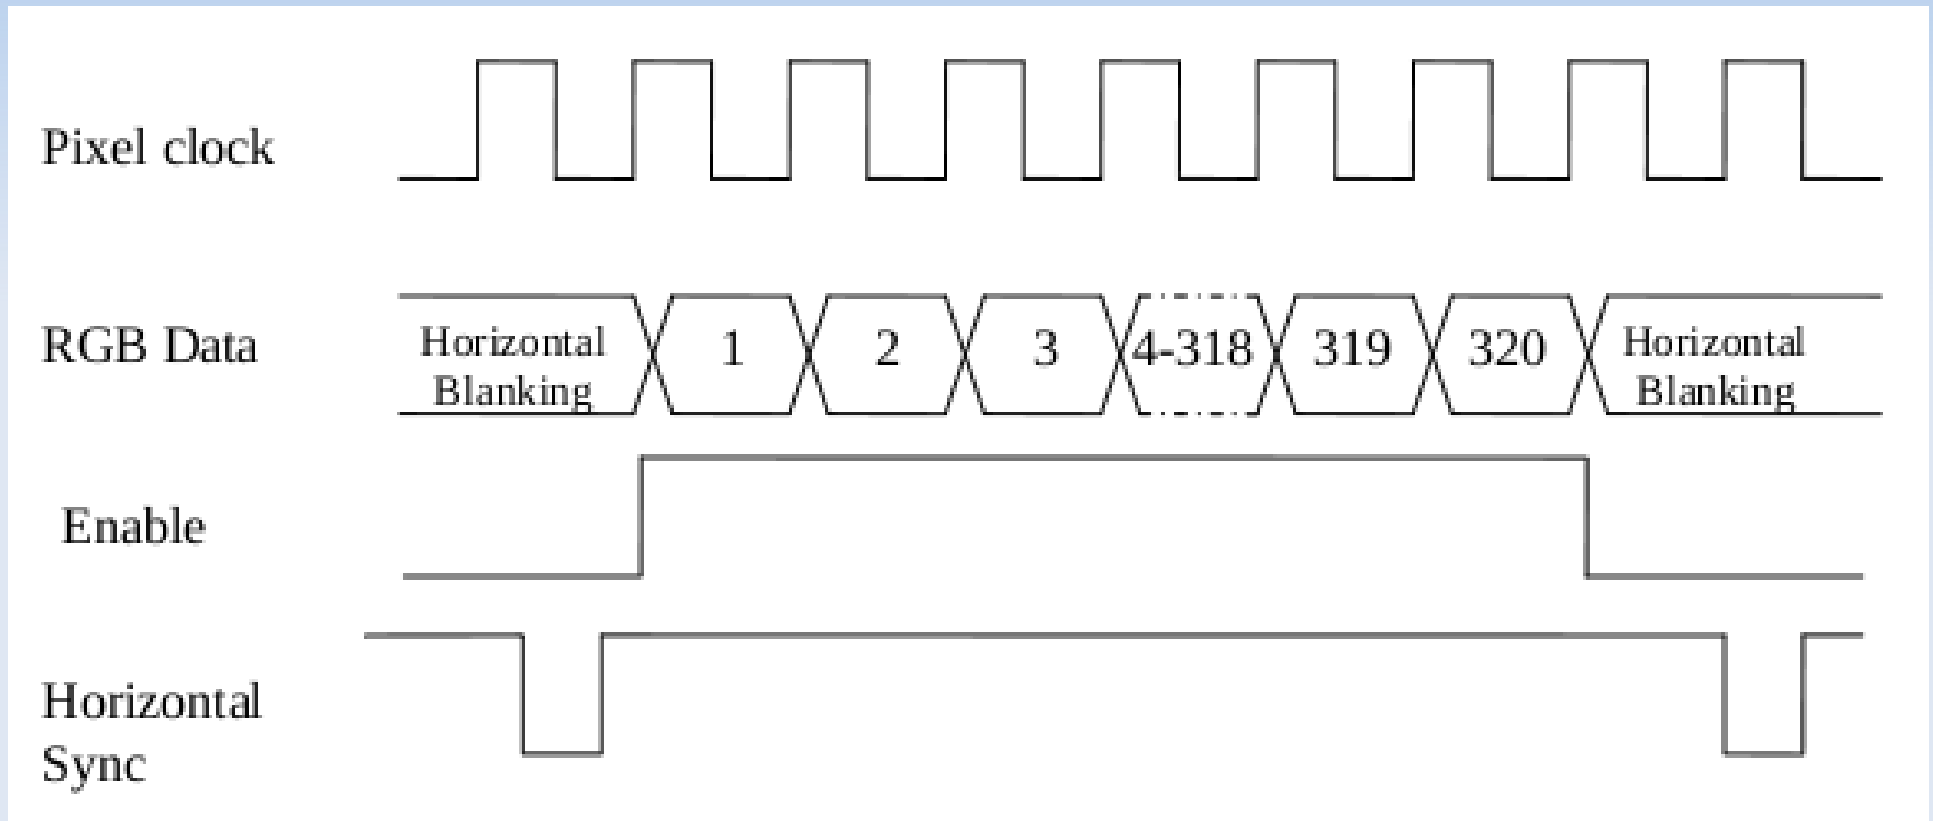 Pixel clock
RGB Data
Horizontal
Blanking
1
2
3
4-318
319
320
Horizontal
Blanking
Enable
Horizontal
Sync